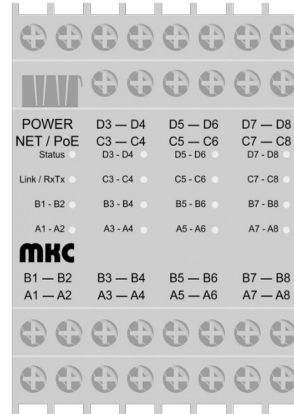 POWER D3 — D4 D5 — D6 D7 — D8
NET / PoE C3 — C4 C5 — C6 C7 — C8
Status D3 - D4 D5 - D6 D7 - D8
Link / RxTx C3 - C4 C5 - C6 C7 - C8
B1 - B2 B3 - B4 B5 - B6 B7 - B8
A1 - A2 A3 - A4 A5 - A6 A7 - A8
МНС
B1 — B2 B3 — B4 B5 — B6 B7 — B8
A1 — A2 A3 — A4 A5 — A6 A7 — A8